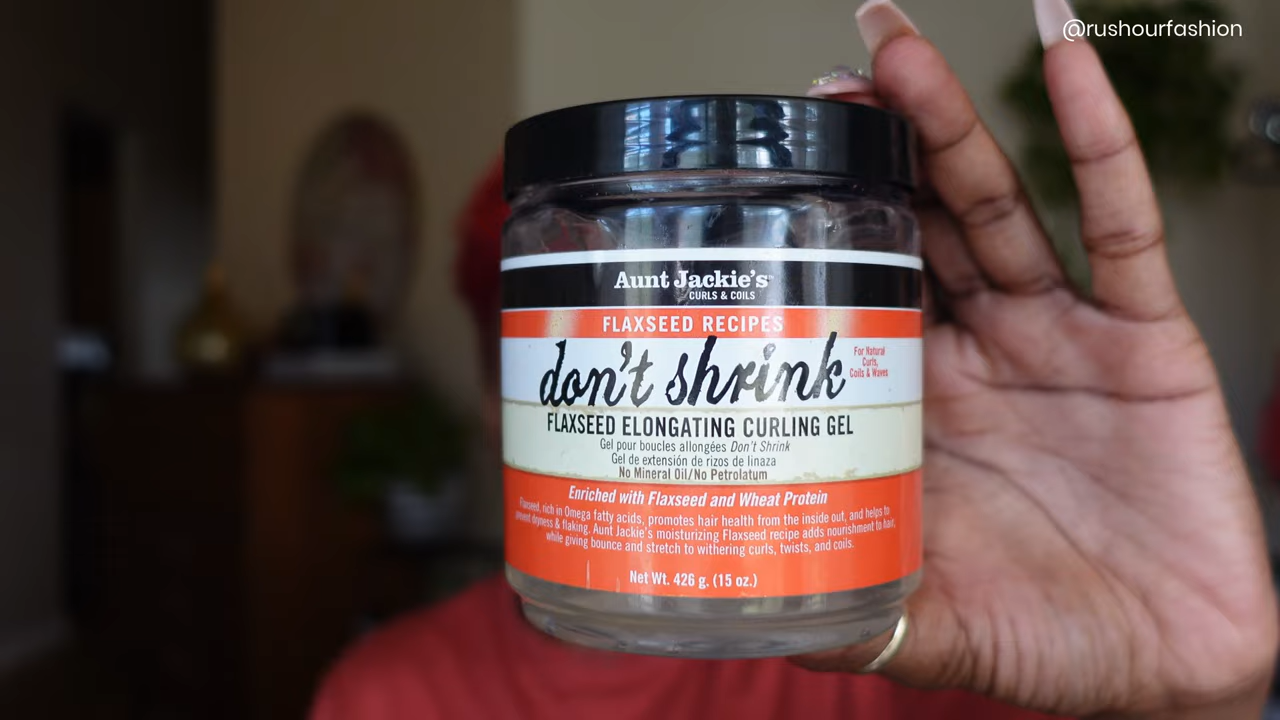 @rushourfashion
Aunt Jackie's™
CURLS & COILS
FLAXSEED RECIPES
don't shrink
For Natural
Curls,
Coils & Waves
FLAXSEED ELONGATING CURLING GEL
Gel pour boucles allongées Don't Shrink
Gel de extensión de rizos de linaza
No Mineral Oil/No Petrolatum
Enriched with Flaxseed and Wheat Protein
Flaxseed, rich in Omega fatty acids, promotes hair health from the inside out, and helps to
prevent dryness & flaking. Aunt Jackie's moisturizing Flaxseed recipe adds nourishment to hair,
while giving bounce and stretch to withering curls, twists, and coils.
Net Wt. 426 g. (15 oz.)